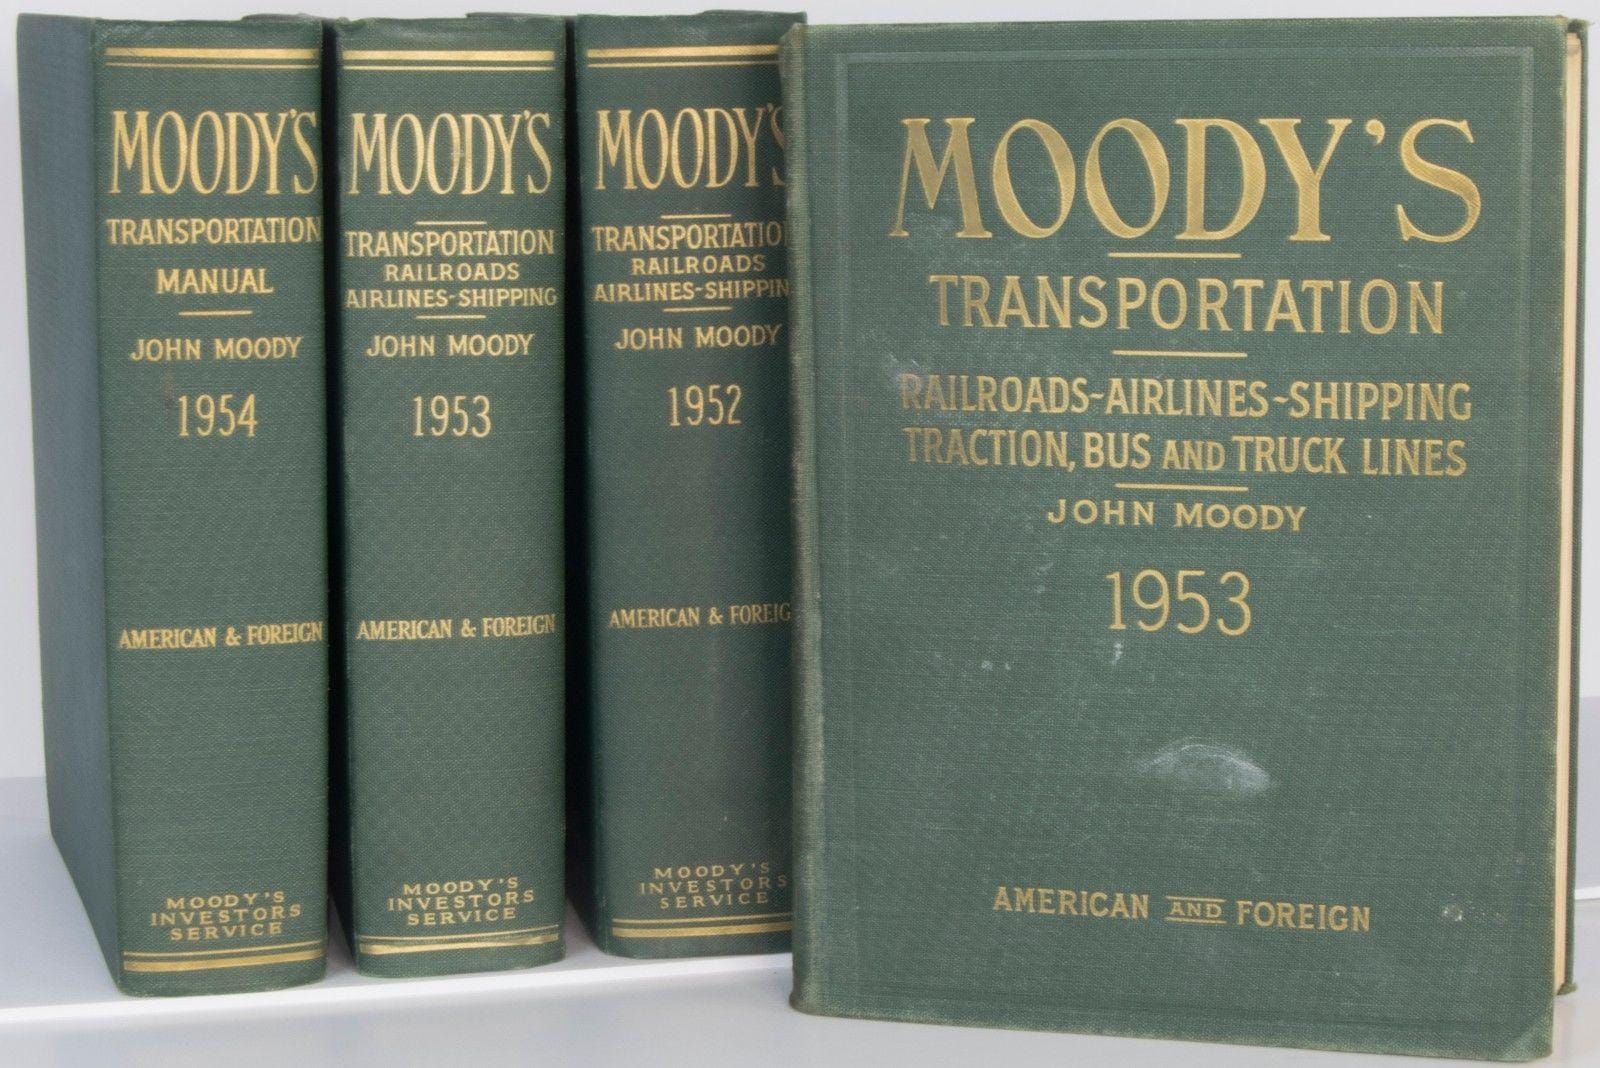 MOODY'S
TRANSPORTATION
MANUAL
JOHN MOODY
1954
AMERICAN & FOREIGN
MOODY'S
INVESTORS
SERVICE
MOODY'S
TRANSPORTATION
RAILROADS
AIRLINES-SHIPPING
JOHN MOODY
1953
AMERICAN & FOREIGN
MOODY'S
INVESTORS
SERVICE
MOODY'S
TRANSPORTATION
RAILROADS
AIRLINES-SHIPPING
JOHN MOODY
1952
AMERICAN & FOREIG
MOODY'S
INVESTORS
SERVICE
MOODY'S
TRANSPORTATION
RAILROADS-AIRLINES-SHIPPING
TRACTION, BUS AND TRUCK LINES
JOHN MOODY
1953
AMERICAN AND FOREIGN